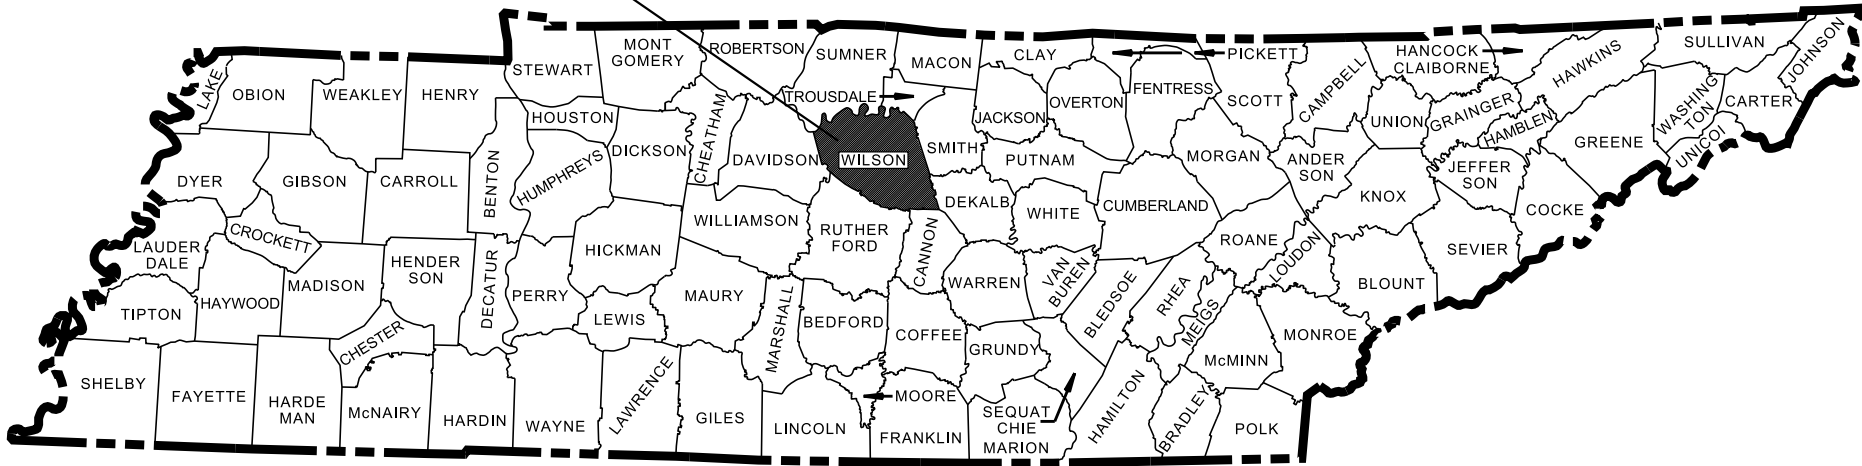 LAKE
OBION
WEAKLEY
HENRY
STEWART
MONT
GOMERY
ROBERTSON
SUMNER
MACON
CLAY
PICKETT
HANCOCK
CLAIBORNE
HAWKINS
SULLIVAN
JOHNSON
TROUSDALE
HOUSTON
CHEATHAM
JACKSON
OVERTON
FENTRESS
SCOTT
CAMPBELL
UNION
GRAINGER
HAMBLEN
WASHING
TON
CARTER
UNICOI
GREENE
DYER
GIBSON
CARROLL
BENTON
HUMPHREYS
DICKSON
DAVIDSON
WILSON
SMITH
PUTNAM
MORGAN
ANDER
SON
KNOX
JEFFER
SON
COCKE
LAUDER
DALE
CROCKETT
WILLIAMSON
RUTHER
FORD
CANNON
DEKALB
WHITE
CUMBERLAND
ROANE
LOUDON
SEVIER
BLOUNT
TIPTON
HAYWOOD
MADISON
HENDER
SON
DECATUR
PERRY
HICKMAN
LEWIS
MAURY
MARSHALL
BEDFORD
COFFEE
WARREN
VAN
BUREN
BLEDSOE
RHEA
MEIGS
MONROE
SHELBY
FAYETTE
HARDE
MAN
CHESTER
McNAIRY
HARDIN
WAYNE
LAWRENCE
GILES
LINCOLN
MOORE
FRANKLIN
GRUNDY
SEQUAT
CHIE
MARION
HAMILTON
BRADLEY
McMINN
POLK